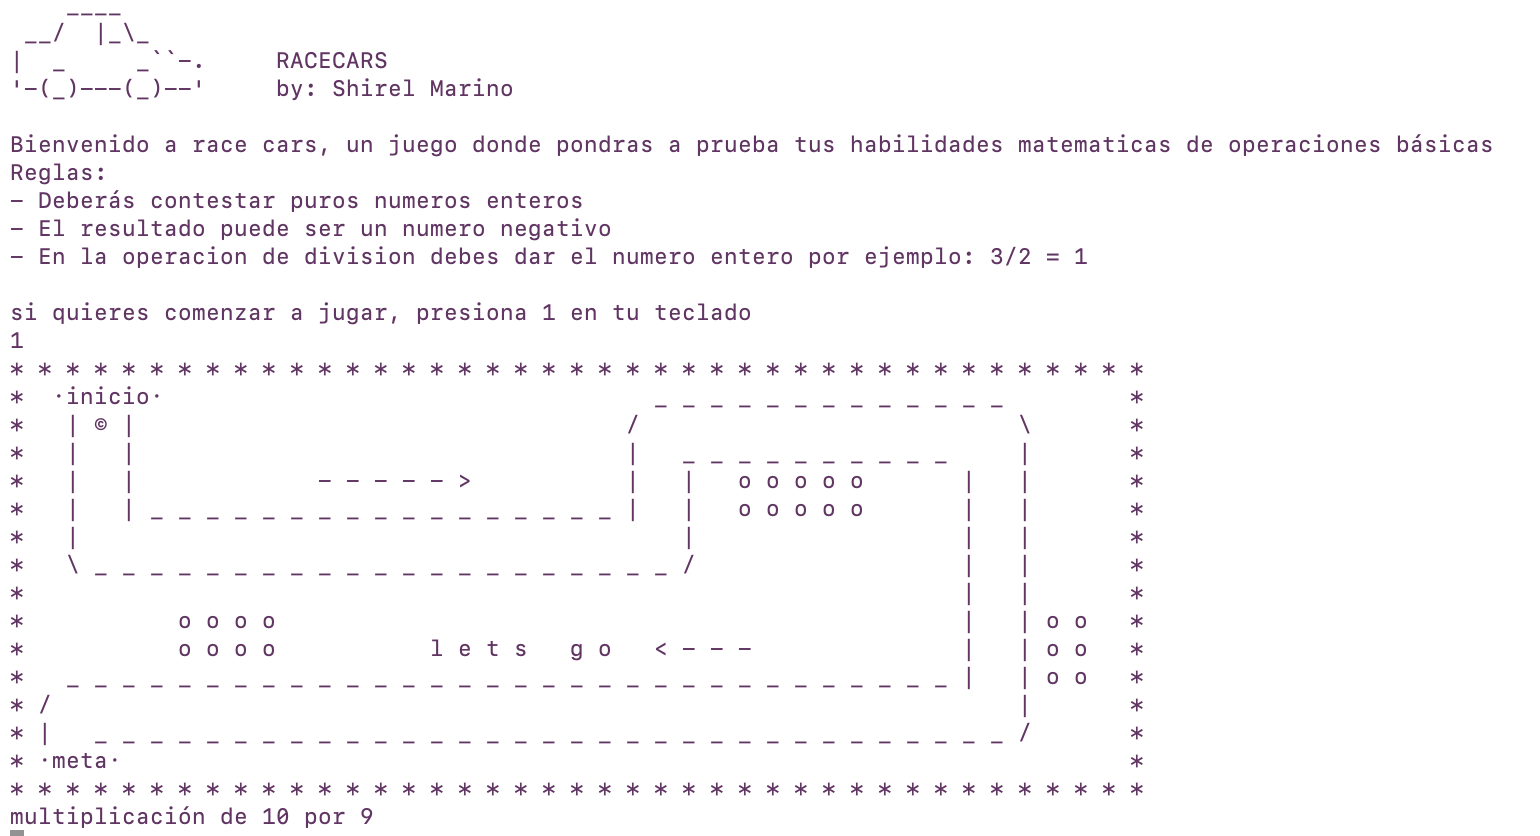 RACECARS
by: Shirel Marino
Bienvenido a race cars, un juego donde pondras a prueba tus habilidades matematicas de operaciones básicas
Reglas:
- Deberás contestar puros numeros enteros
- El resultado puede ser un numero negativo
- En la operacion de division debes dar el numero entero por ejemplo: 3/2 = 1
si quieres comenzar a jugar, presiona 1 en tu teclado
1
·inicio·
©
- - - - - >
o o o o o
o o o o o
o o o o o o
o o o o l e t s g o < - - - o o
o o
·meta·
multiplicación de 10 por 9